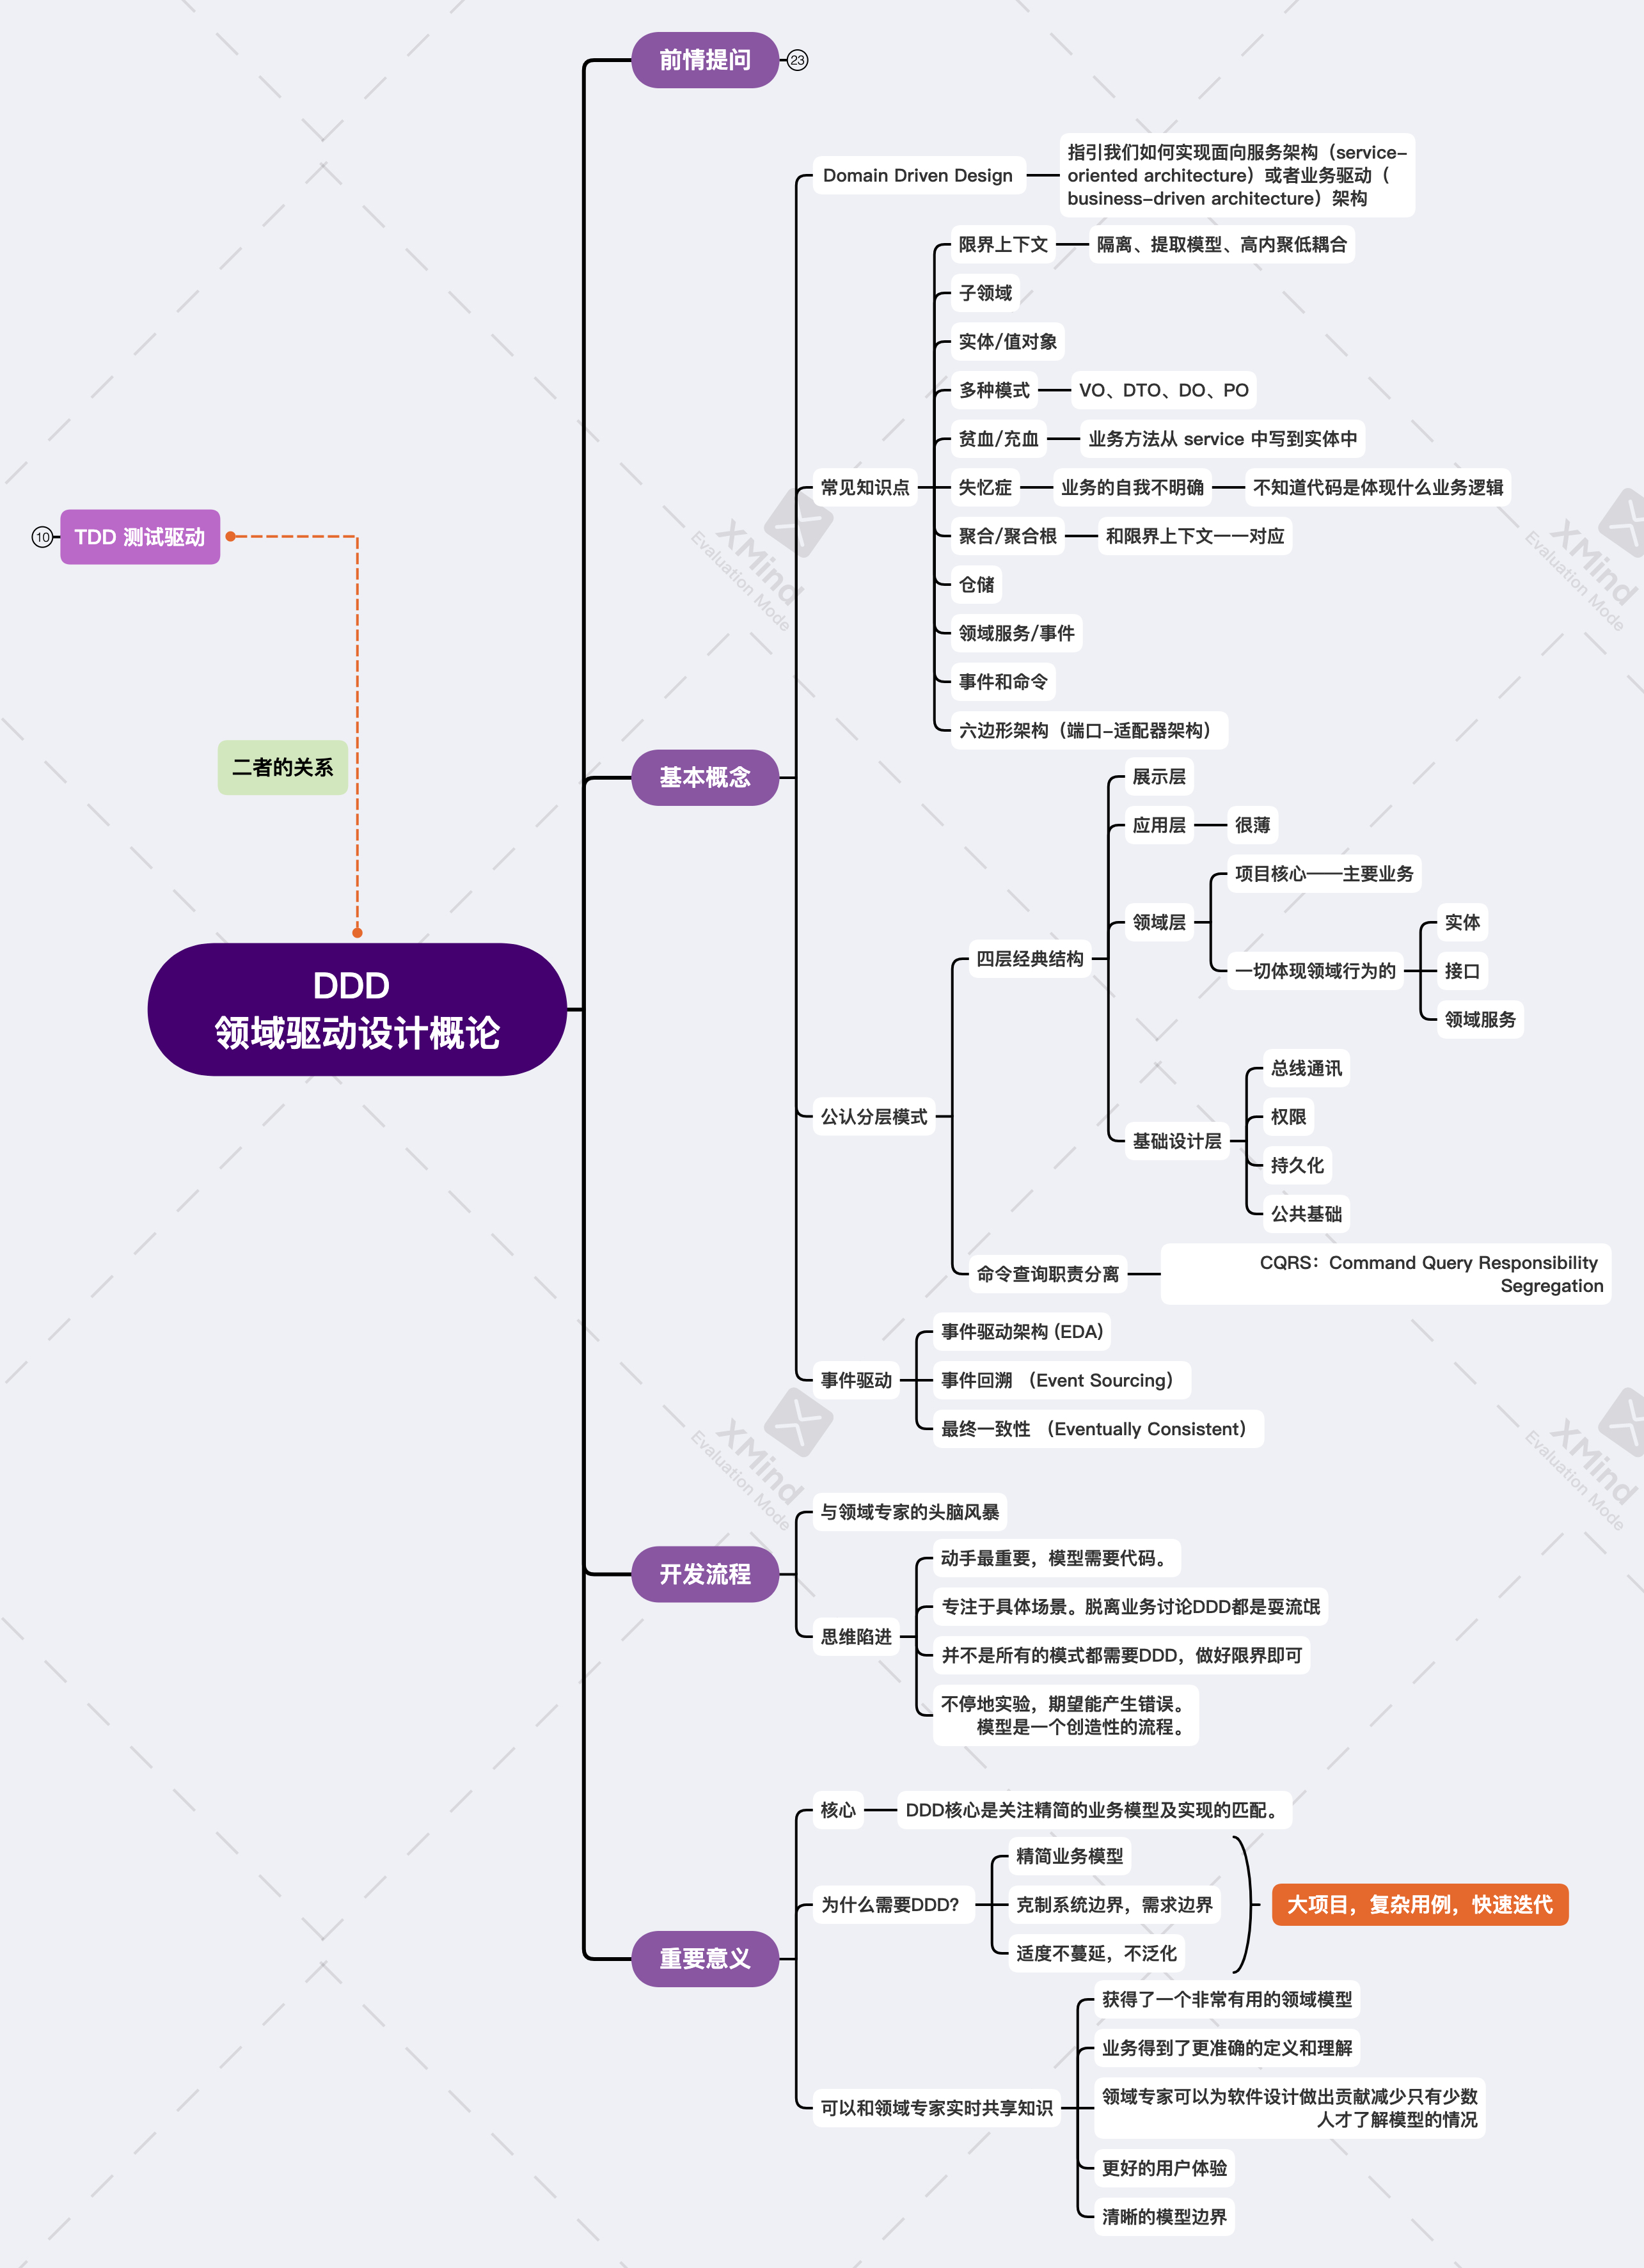 前情提问
23
Domain Driven Design
指引我们如何实现面向服务架构（service-
oriented architecture）或者业务驱动（
business-driven architecture）架构
限界上下文
隔离、提取模型、高内聚低耦合
子领域
实体/值对象
多种模式
VO、DTO、DO、PO
贫血/充血
业务方法从 service 中写到实体中
常见知识点
失忆症
业务的自我不明确
不知道代码是体现什么业务逻辑
聚合/聚合根
和限界上下文一一对应
仓储
领域服务/事件
事件和命令
六边形架构（端口-适配器架构）
10
TDD 测试驱动
二者的关系
DDD
领域驱动设计概论
基本概念
展示层
应用层
很薄
项目核心——主要业务
领域层
一切体现领域行为的
实体
接口
领域服务
四层经典结构
公认分层模式
总线通讯
权限
基础设计层
持久化
公共基础
命令查询职责分离
CQRS：Command Query Responsibility
Segregation
事件驱动架构 (EDA)
事件驱动
事件回溯 （Event Sourcing）
最终一致性 （Eventually Consistent）
与领域专家的头脑风暴
开发流程
动手最重要，模型需要代码。
专注于具体场景。脱离业务讨论DDD都是耍流氓
思维陷进
并不是所有的模式都需要DDD，做好限界即可
不停地实验，期望能产生错误。
模型是一个创造性的流程。
核心
DDD核心是关注精简的业务模型及实现的匹配。
精简业务模型
为什么需要DDD？
克制系统边界，需求边界
适度不蔓延，不泛化
大项目，复杂用例，快速迭代
重要意义
获得了一个非常有用的领域模型
业务得到了更准确的定义和理解
可以和领域专家实时共享知识
领域专家可以为软件设计做出贡献减少只有少数
人才了解模型的情况
更好的用户体验
清晰的模型边界
XMind
Evaluation Mode
XMind
Evaluation Mode
XMind
Evaluation Mode
XMind
Evaluation Mode